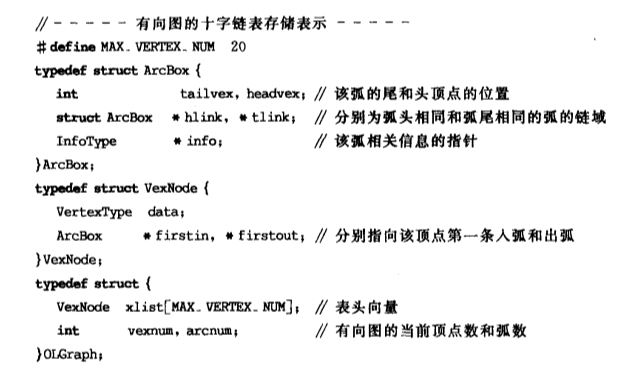 // - - - - - 有向图的十字链表存储表示 - - - - -
#define MAX_VERTEX_NUM 20
typedef struct ArcBox {
int tailvex, headvex; // 该弧的尾和头顶点的位置
struct ArcBox *hlink, *tlink; // 分别为弧头相同和弧尾相同的弧的链域
InfoType *info; // 该弧相关信息的指针
}ArcBox;
typedef struct VexNode {
VertexType data;
ArcBox *firstin, *firstout; // 分别指向该顶点第一条入弧和出弧
}VexNode;
typedef struct {
VexNode xlist[MAX_VERTEX_NUM]; // 表头向量
int vexnum, arcnum; // 有向图的当前顶点数和弧数
}OLGraph;